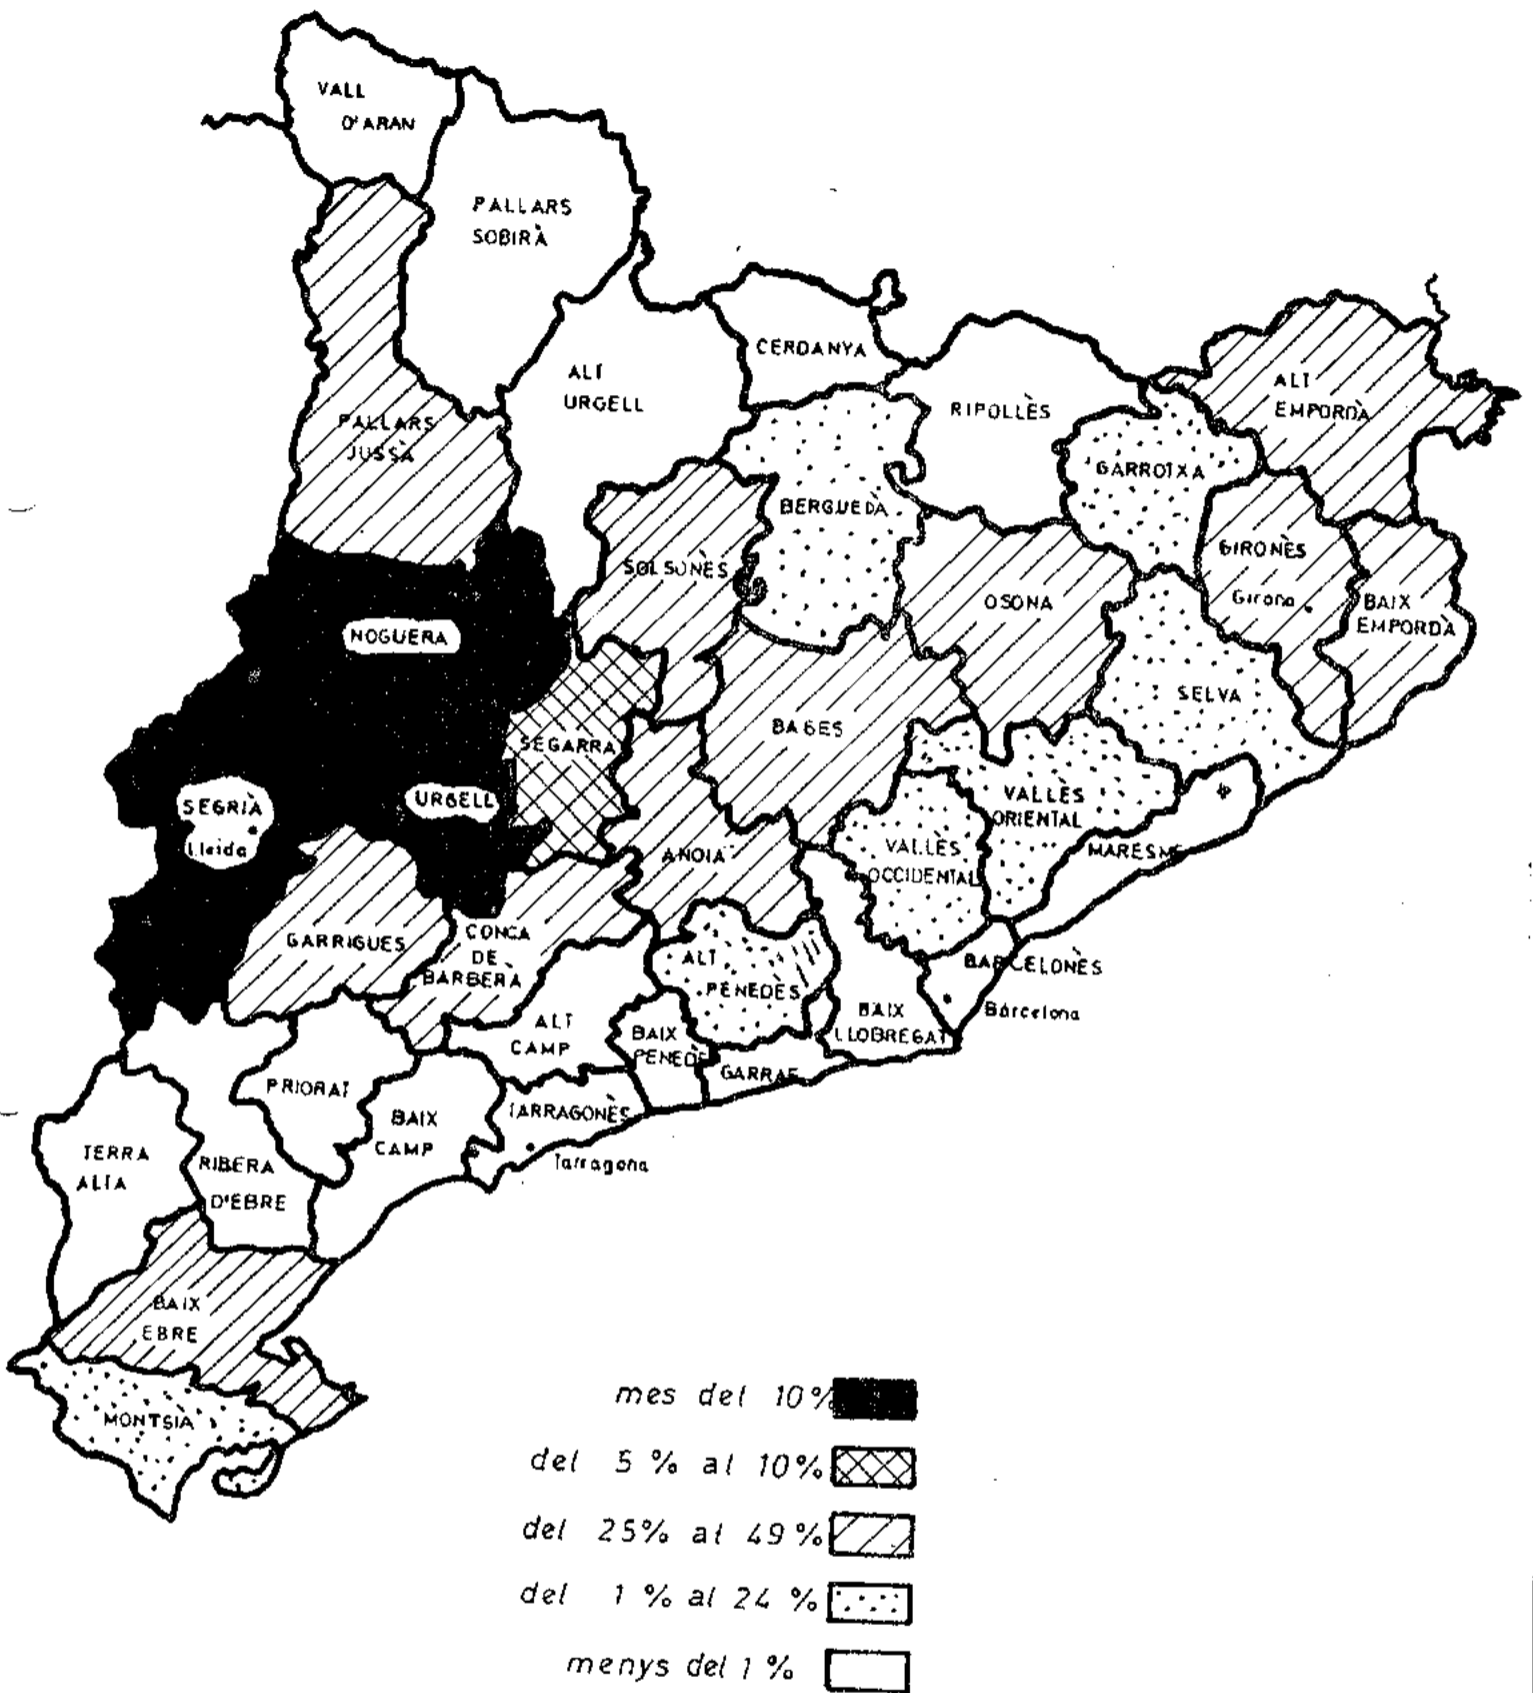 VALL
D'ARAN
PALLARS
SOBIRÀ
CERDANYA
ALT
URGELL
RIPOLLÈS
ALT
EMPORDÀ
PALLARS
JUSSÀ
GARROTXA
BERGUEDÀ
GIRONÈS
SOLSONÈS
OSONA
Girona
BAIX
EMPORDÀ
NOGUERA
SELVA
BAGES
SEGARRA
SEGRIÀ
Lleida
URGELL
VALLÈS
ORIENTAL
ANOIA
VALLÈS
OCCIDENTAL
MARESME
GARRIGUES
CONCA
DE
BARBERÀ
ALT
PENEDÈS
BARCELONÈS
Barcelona
BAIX
LLOBREGAT
ALT
CAMP
BAIX
PENEDÈS
GARRAF
PRIORAT
BAIX
CAMP
TARRAGONÈS
Tarragona
TERRA
ALTA
RIBERA
D'EBRE
BAIX
EBRE
MONTSIÀ
mes del 10%
del 5 % al 10%
del 25% al 49%
del 1 % al 24 %
menys del 1 %